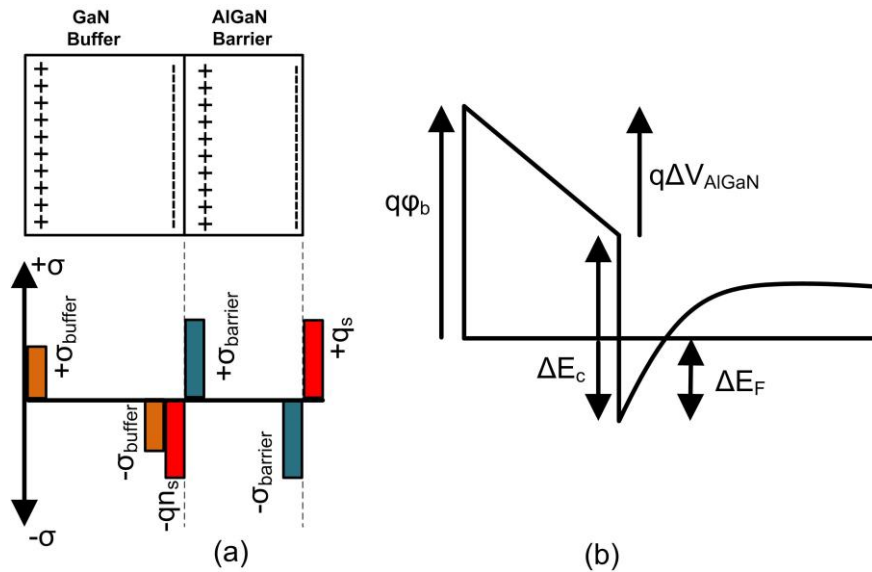 GaN
Buffer
AlGaN
Barrier
+σ
+σbuffer
-σbuffer
-qns
+σbarrier
-σbarrier
+qs
-σ
(a)
qφb
qΔVAlGaN
ΔEc
ΔEF
(b)